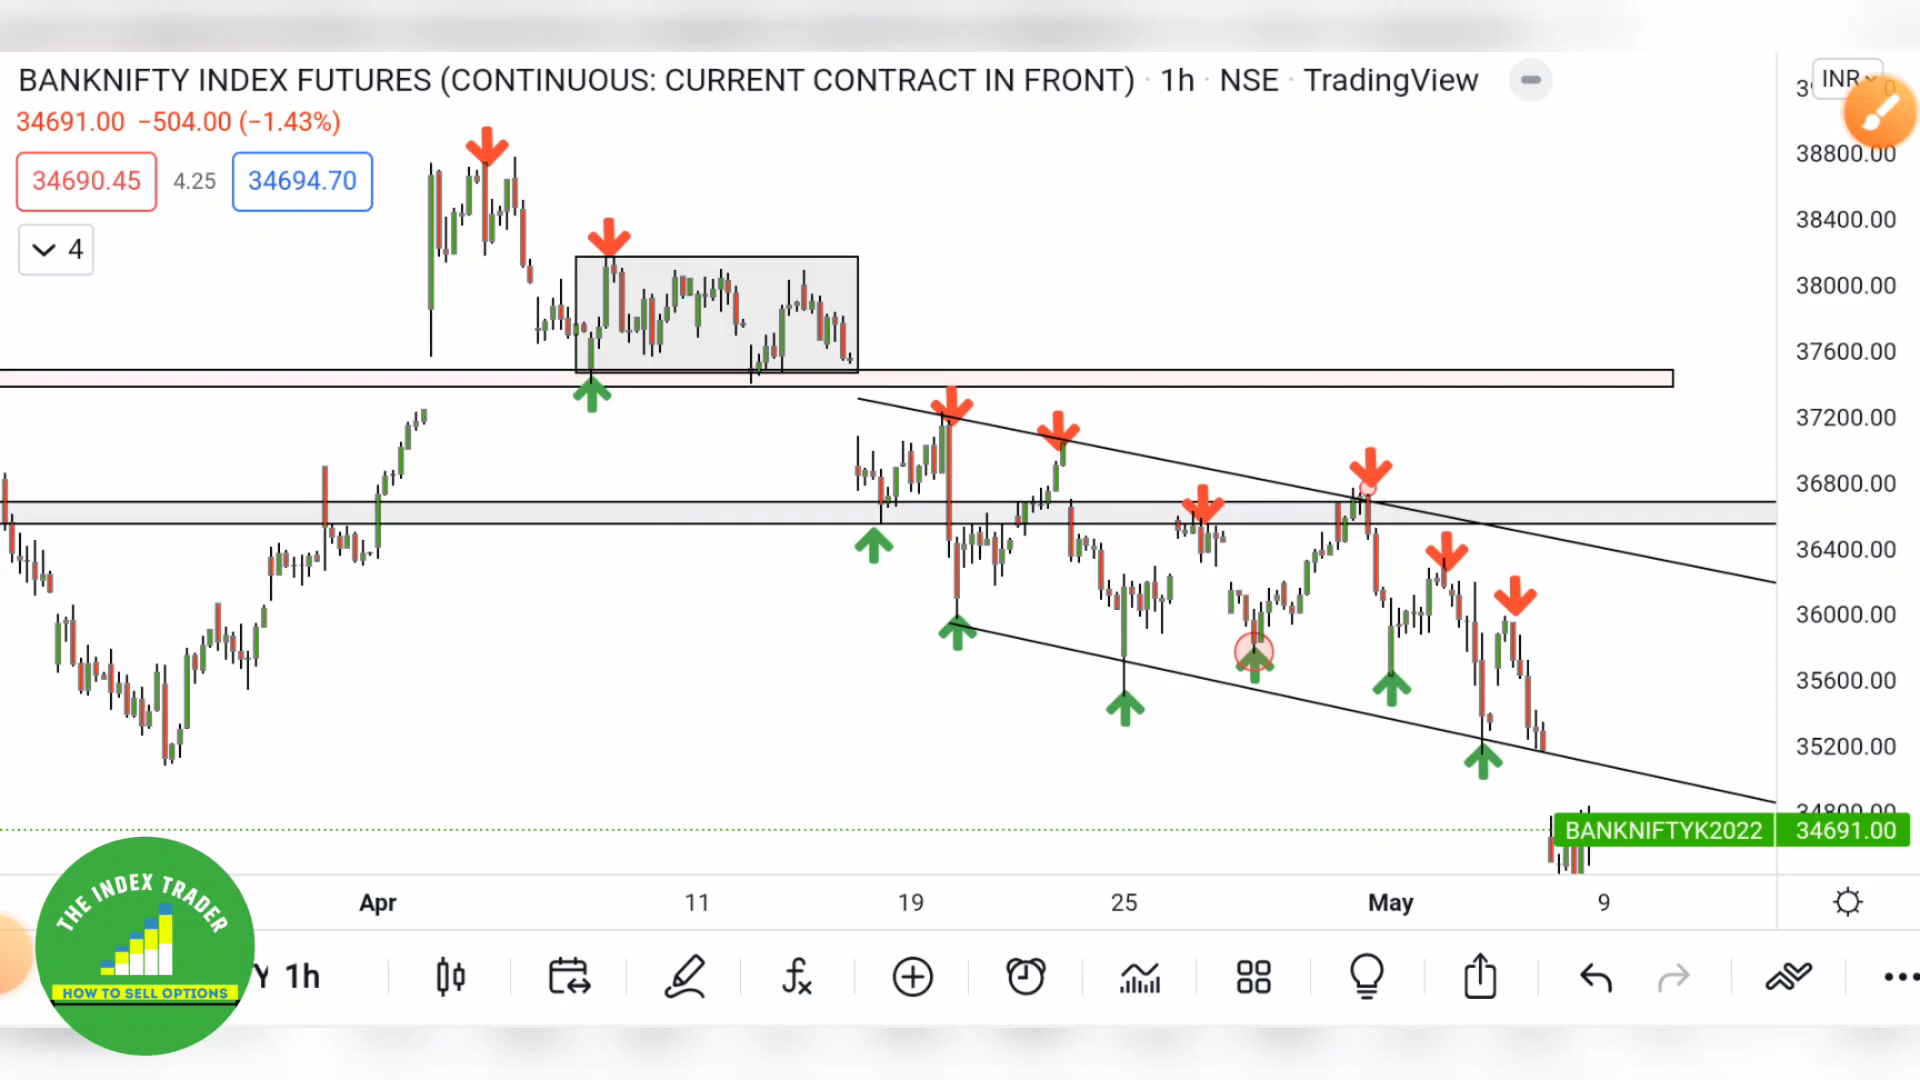 BANKNIFTY INDEX FUTURES (CONTINUOUS: CURRENT CONTRACT IN FRONT) · 1h · NSE · TradingView
INR
34691.00 −504.00 (−1.43%)
34690.45 4.25 34694.70
4
38800.00
38400.00
38000.00
37600.00
37200.00
36800.00
36400.00
36000.00
35600.00
35200.00
34800.00
BANKNIFTYK2022 34691.00
Apr 11 19 25 May 9
THE INDEX TRADER
HOW TO SELL OPTIONS
Y 1h